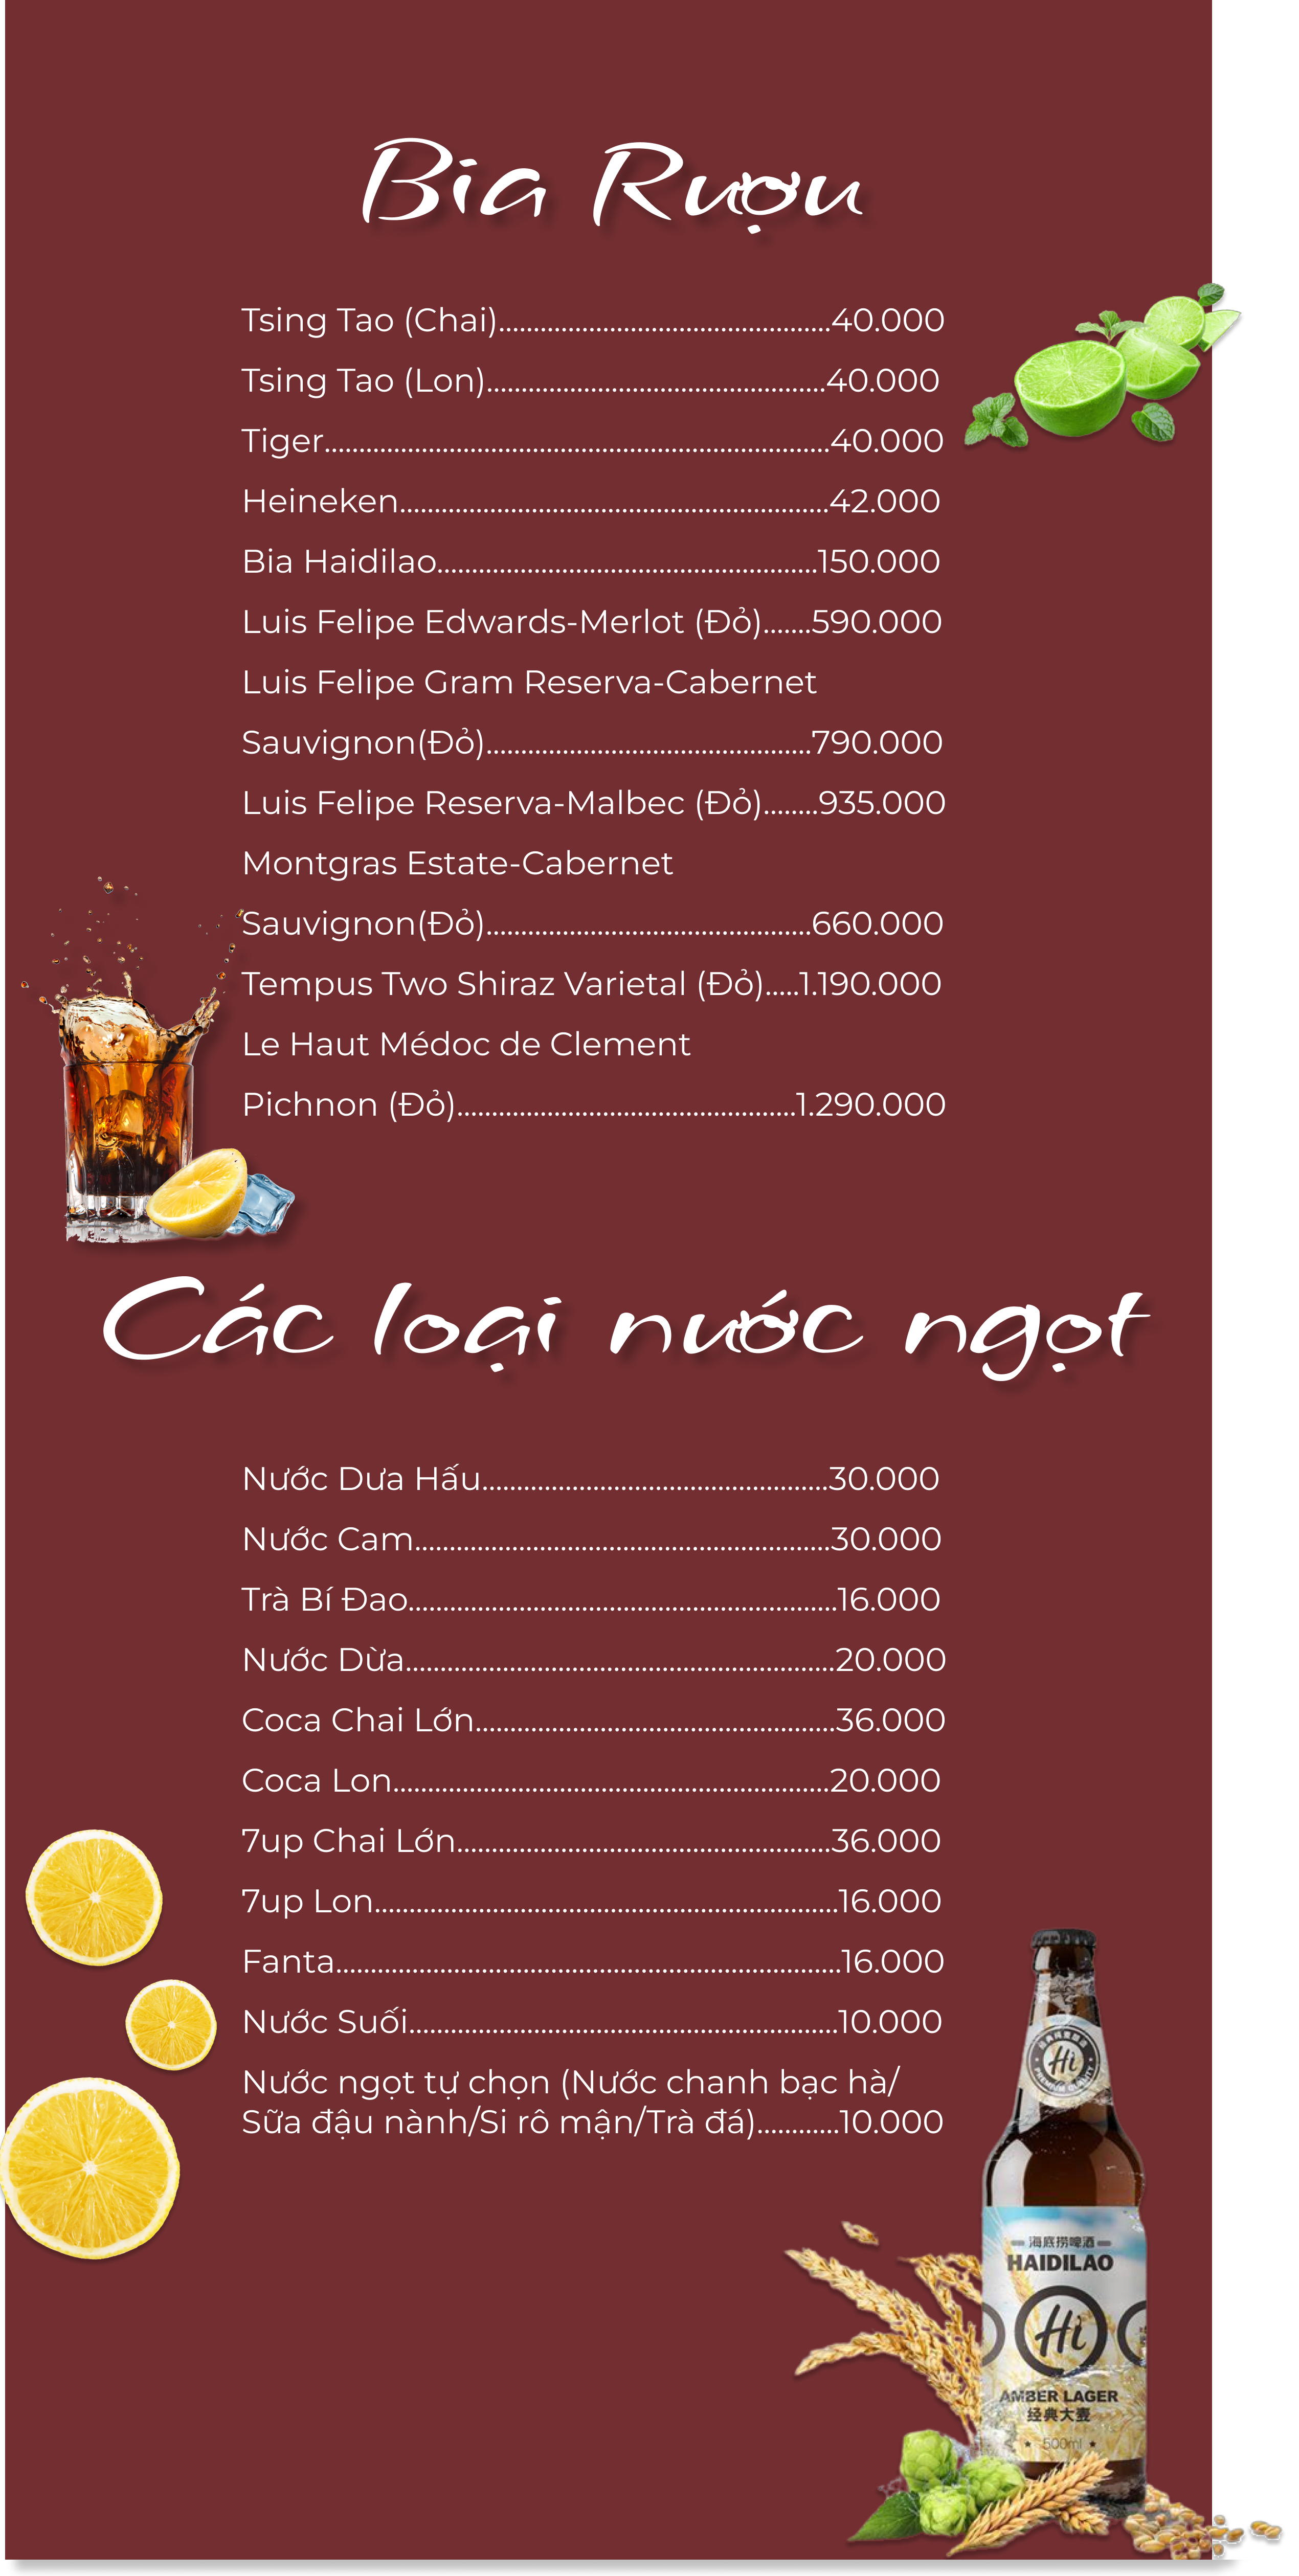 Bia Rượu
Tsing Tao (Chai)................................................40.000
Tsing Tao (Lon).................................................40.000
Tiger.........................................................................40.000
Heineken..............................................................42.000
Bia Haidilao.......................................................150.000
Luis Felipe Edwards-Merlot (Đỏ).......590.000
Luis Felipe Gram Reserva-Cabernet
Sauvignon(Đỏ)...............................................790.000
Luis Felipe Reserva-Malbec (Đỏ)........935.000
Montgras Estate-Cabernet
Sauvignon(Đỏ)...............................................660.000
Tempus Two Shiraz Varietal (Đỏ).....1.190.000
Le Haut Médoc de Clement
Pichnon (Đỏ).................................................1.290.000
Các loại nước ngọt
Nước Dưa Hấu..................................................30.000
Nước Cam............................................................30.000
Trà Bí Đao..............................................................16.000
Nước Dừa..............................................................20.000
Coca Chai Lớn....................................................36.000
Coca Lon...............................................................20.000
7up Chai Lớn......................................................36.000
7up Lon...................................................................16.000
Fanta.........................................................................16.000
Nước Suối..............................................................10.000
Nước ngọt tự chọn (Nước chanh bạc hà/
Sữa đậu nành/Si rô mận/Trà đá)............10.000
Hi
海底捞啤酒
HAIDILAO
Hi
AMBER LAGER
经典大麦
500ml